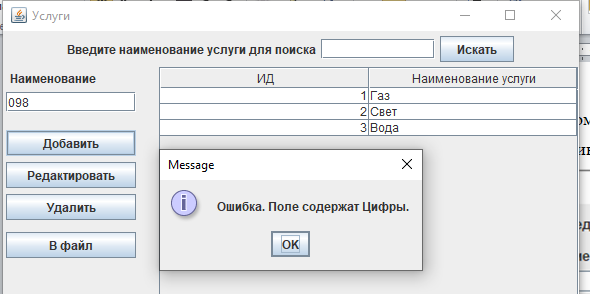 Услуги
Введите наименование услуги для поиска
Искать
Наименование
098
Добавить
Редактировать
Удалить
В файл
ИД Наименование услуги
1 Газ
2 Свет
3 Вода
Message
Ошибка. Поле содержат Цифры.
OK